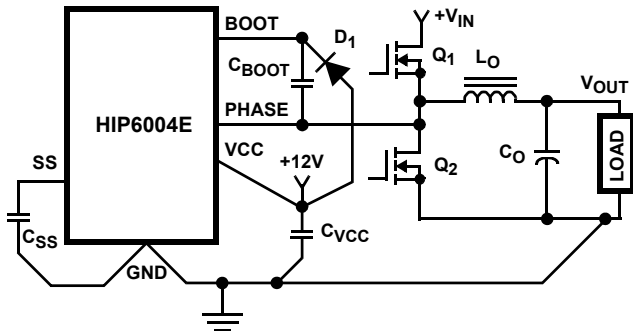 BOOT
D1
+VIN
Q1
LO
VOUT
CBOOT
HIP6004E
PHASE
VCC
SS
+12V
Q2
CO
LOAD
CSS
CVCC
GND